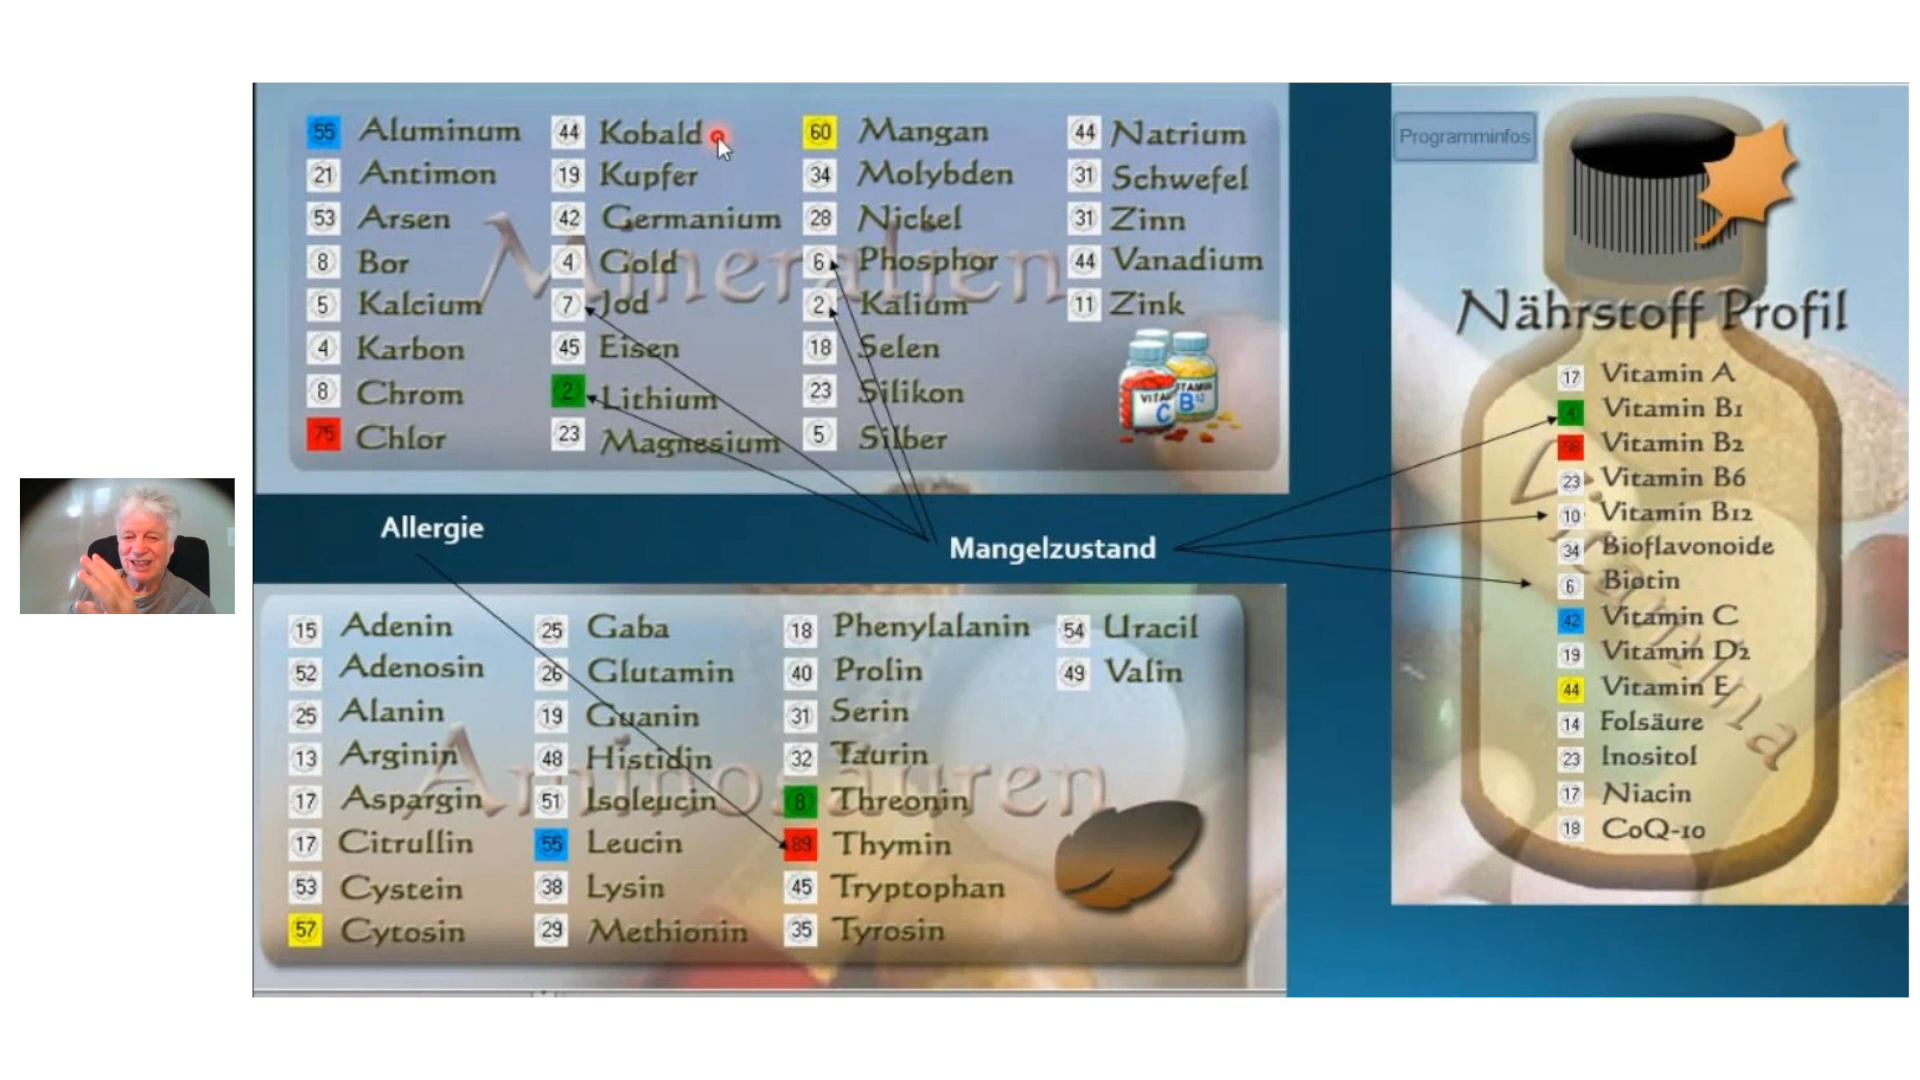 55 Aluminum 44 Kobald 60 Mangan 44 Natrium
21 Antimon 19 Kupfer 34 Molybden 31 Schwefel
53 Arsen 42 Germanium 28 Nickel 31 Zinn
8 Bor 4 Gold 6 Phosphor 44 Vanadium
5 Kalcium 7 Jod 2 Kalium 11 Zink
4 Karbon 45 Eisen 18 Selen
8 Chrom 2 Lithium 23 Silikon
75 Chlor 23 Magnesium 5 Silber
Mineralien
VITA
C
VITAMIN
B12
Allergie
Mangelzustand
15 Adenin 25 Gaba 18 Phenylalanin 54 Uracil
52 Adenosin 26 Glutamin 40 Prolin 49 Valin
25 Alanin 19 Guanin 31 Serin
13 Arginin 48 Histidin 32 Taurin
17 Aspargin 51 Isoleucin 8 Threonin
17 Citrullin 55 Leucin 89 Thymin
53 Cystein 38 Lysin 45 Tryptophan
57 Cytosin 29 Methionin 35 Tyrosin
Aminosäuren
Programminfos
Nährstoff Profil
17 Vitamin A
4 Vitamin B1
Vitamin B2
23 Vitamin B6
10 Vitamin B12
34 Bioflavonoide
6 Biotin
42 Vitamin C
19 Vitamin D2
44 Vitamin E
14 Folsäure
23 Inositol
17 Niacin
18 CoQ-10